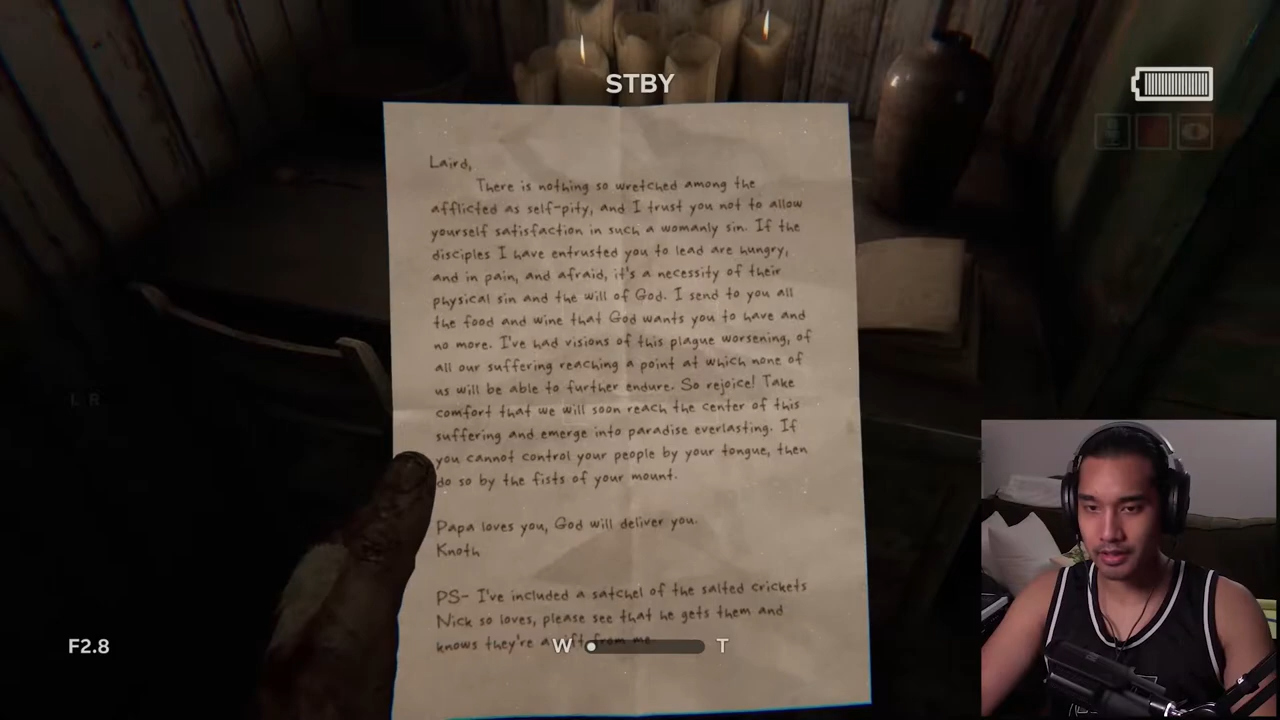 STBY
Laird,
There is nothing so wretched among the
afflicted as self-pity, and I trust you not to allow
yourself satisfaction in such a womanly sin. If the
disciples I have entrusted you to lead are hungry,
and in pain, and afraid, it's a necessity of their
physical sin and the will of God. I send to you all
the food and wine that God wants you to have and
no more. I've had visions of this plague worsening, of
all our suffering reaching a point at which none of
us will be able to further endure. So rejoice! Take
comfort that we will soon reach the center of this
suffering and emerge into paradise everlasting. If
you cannot control your people by your tongue, then
do so by the fists of your mount.
Papa loves you, God will deliver you.
Knoth
PS- I've included a satchel of the salted crickets
Nick so loves, please see that he gets them and
knows they're a gift from me
L R
F2.8
W T